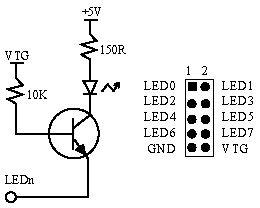 +5V
150R
VTG
10K
LEDn
1 2
LED0 LED1
LED2 LED3
LED4 LED5
LED6 LED7
GND VTG